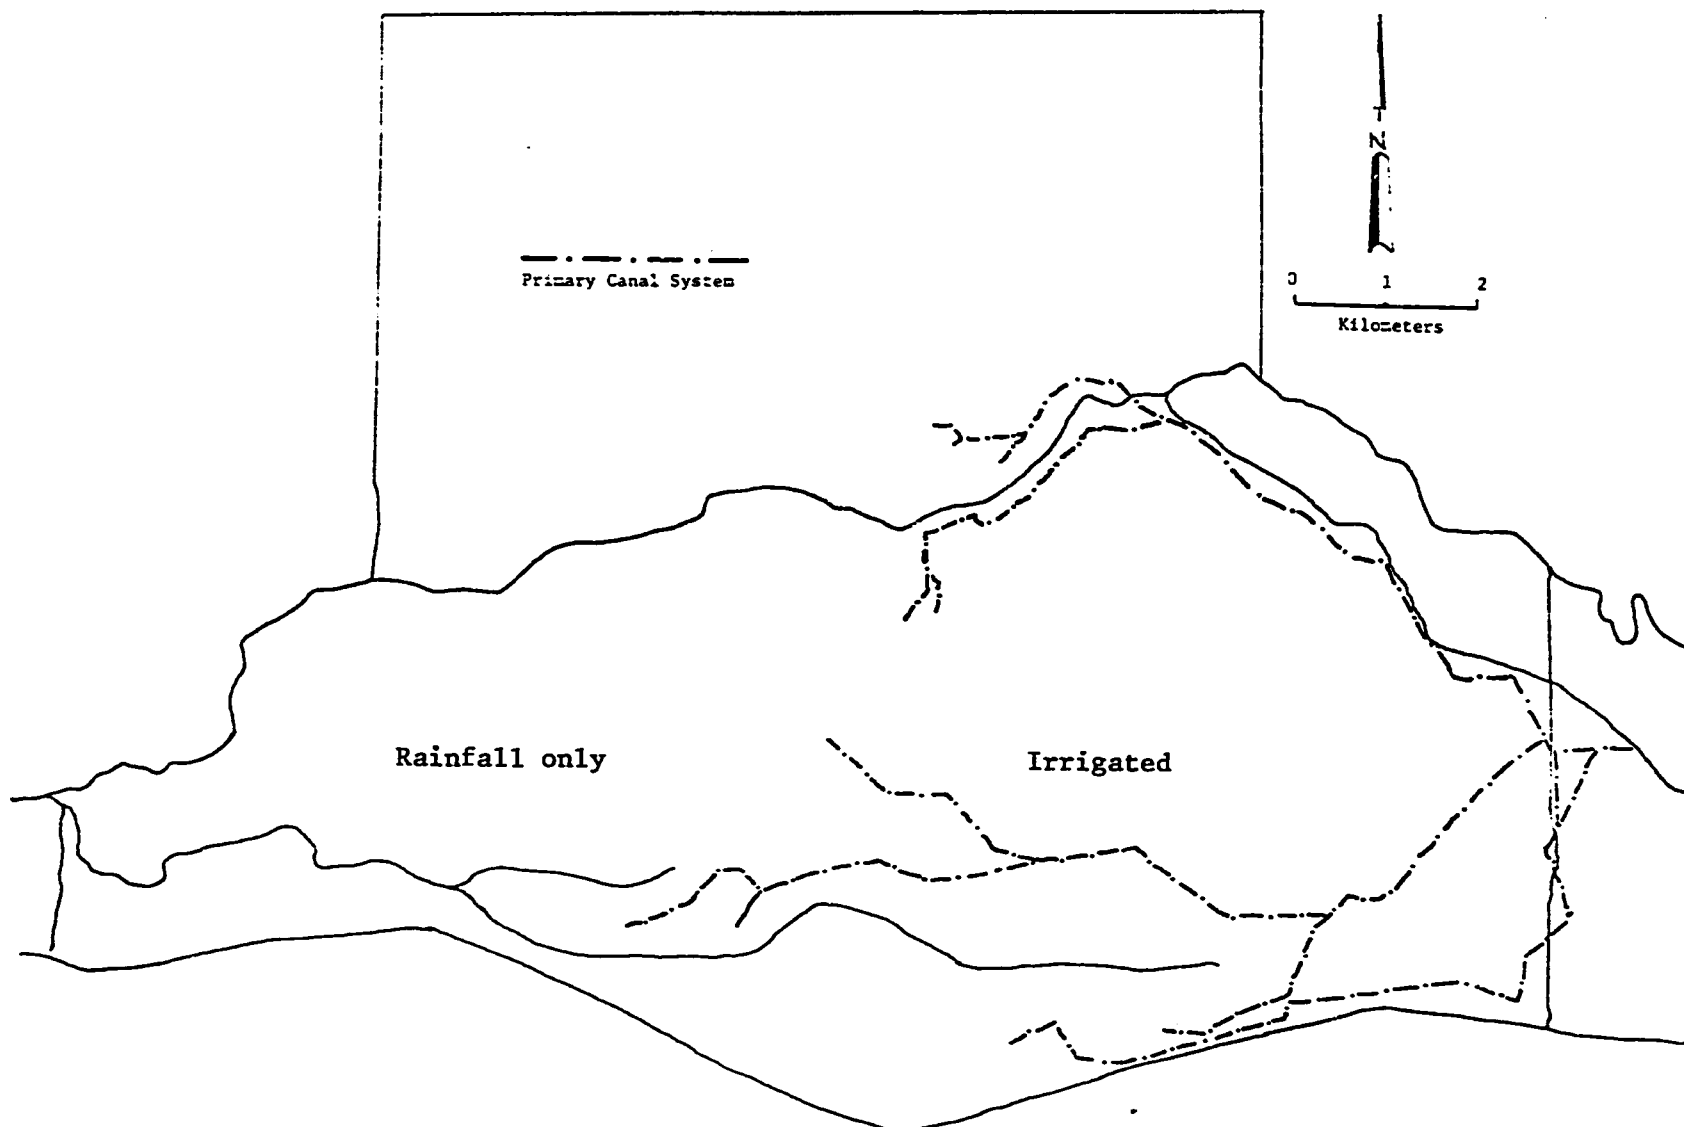 N
Primary Canal System
0 1 2
Kilometers
Rainfall only
Irrigated